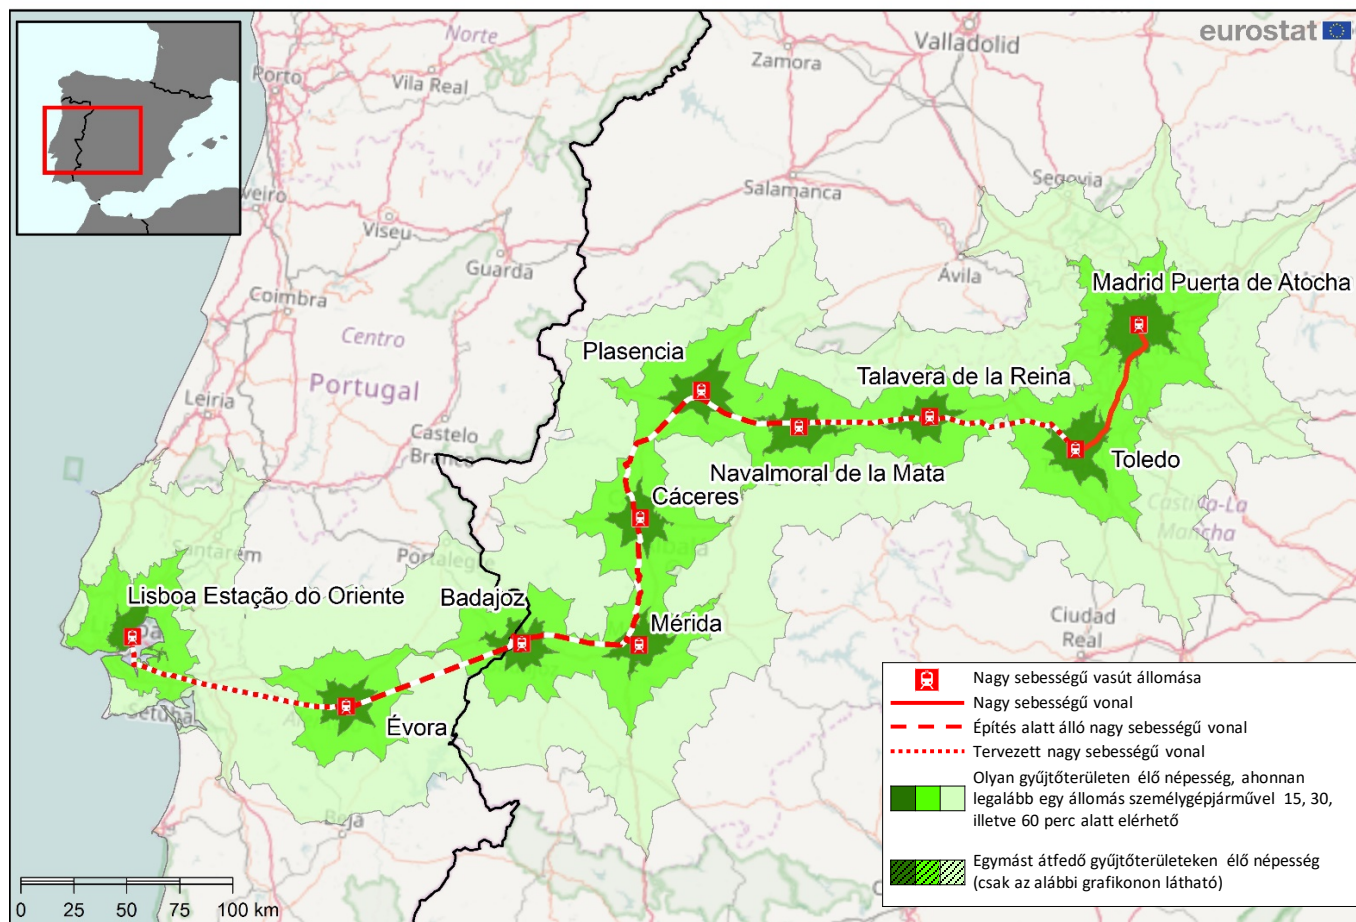 eurostat
Norte
Porto
Vila Real
Zamora
Valladolid
Salamanca
Segovia
Ávila
Viseu
Guarda
Coimbra
Centro
Portugal
Leiria
Castelo
Branco
Santarém
Portalegre
Setúbal
Beja
Castilla-La
Mancha
Ciudad
Real
Madrid Puerta de Atocha
Plasencia
Talavera de la Reina
Navalmoral de la Mata
Toledo
Cáceres
Lisboa Estação do Oriente
Badajoz
Mérida
Évora
Nagy sebességű vasút állomása
Nagy sebességű vonal
Építés alatt álló nagy sebességű vonal
Tervezett nagy sebességű vonal
Olyan gyűjtőterületen élő népesség, ahonnan
legalább egy állomás személygépjárművel 15, 30,
illetve 60 perc alatt elérhető
Egymást átfedő gyűjtőterületeken élő népesség
(csak az alábbi grafikonon látható)
0 25 50 75 100 km